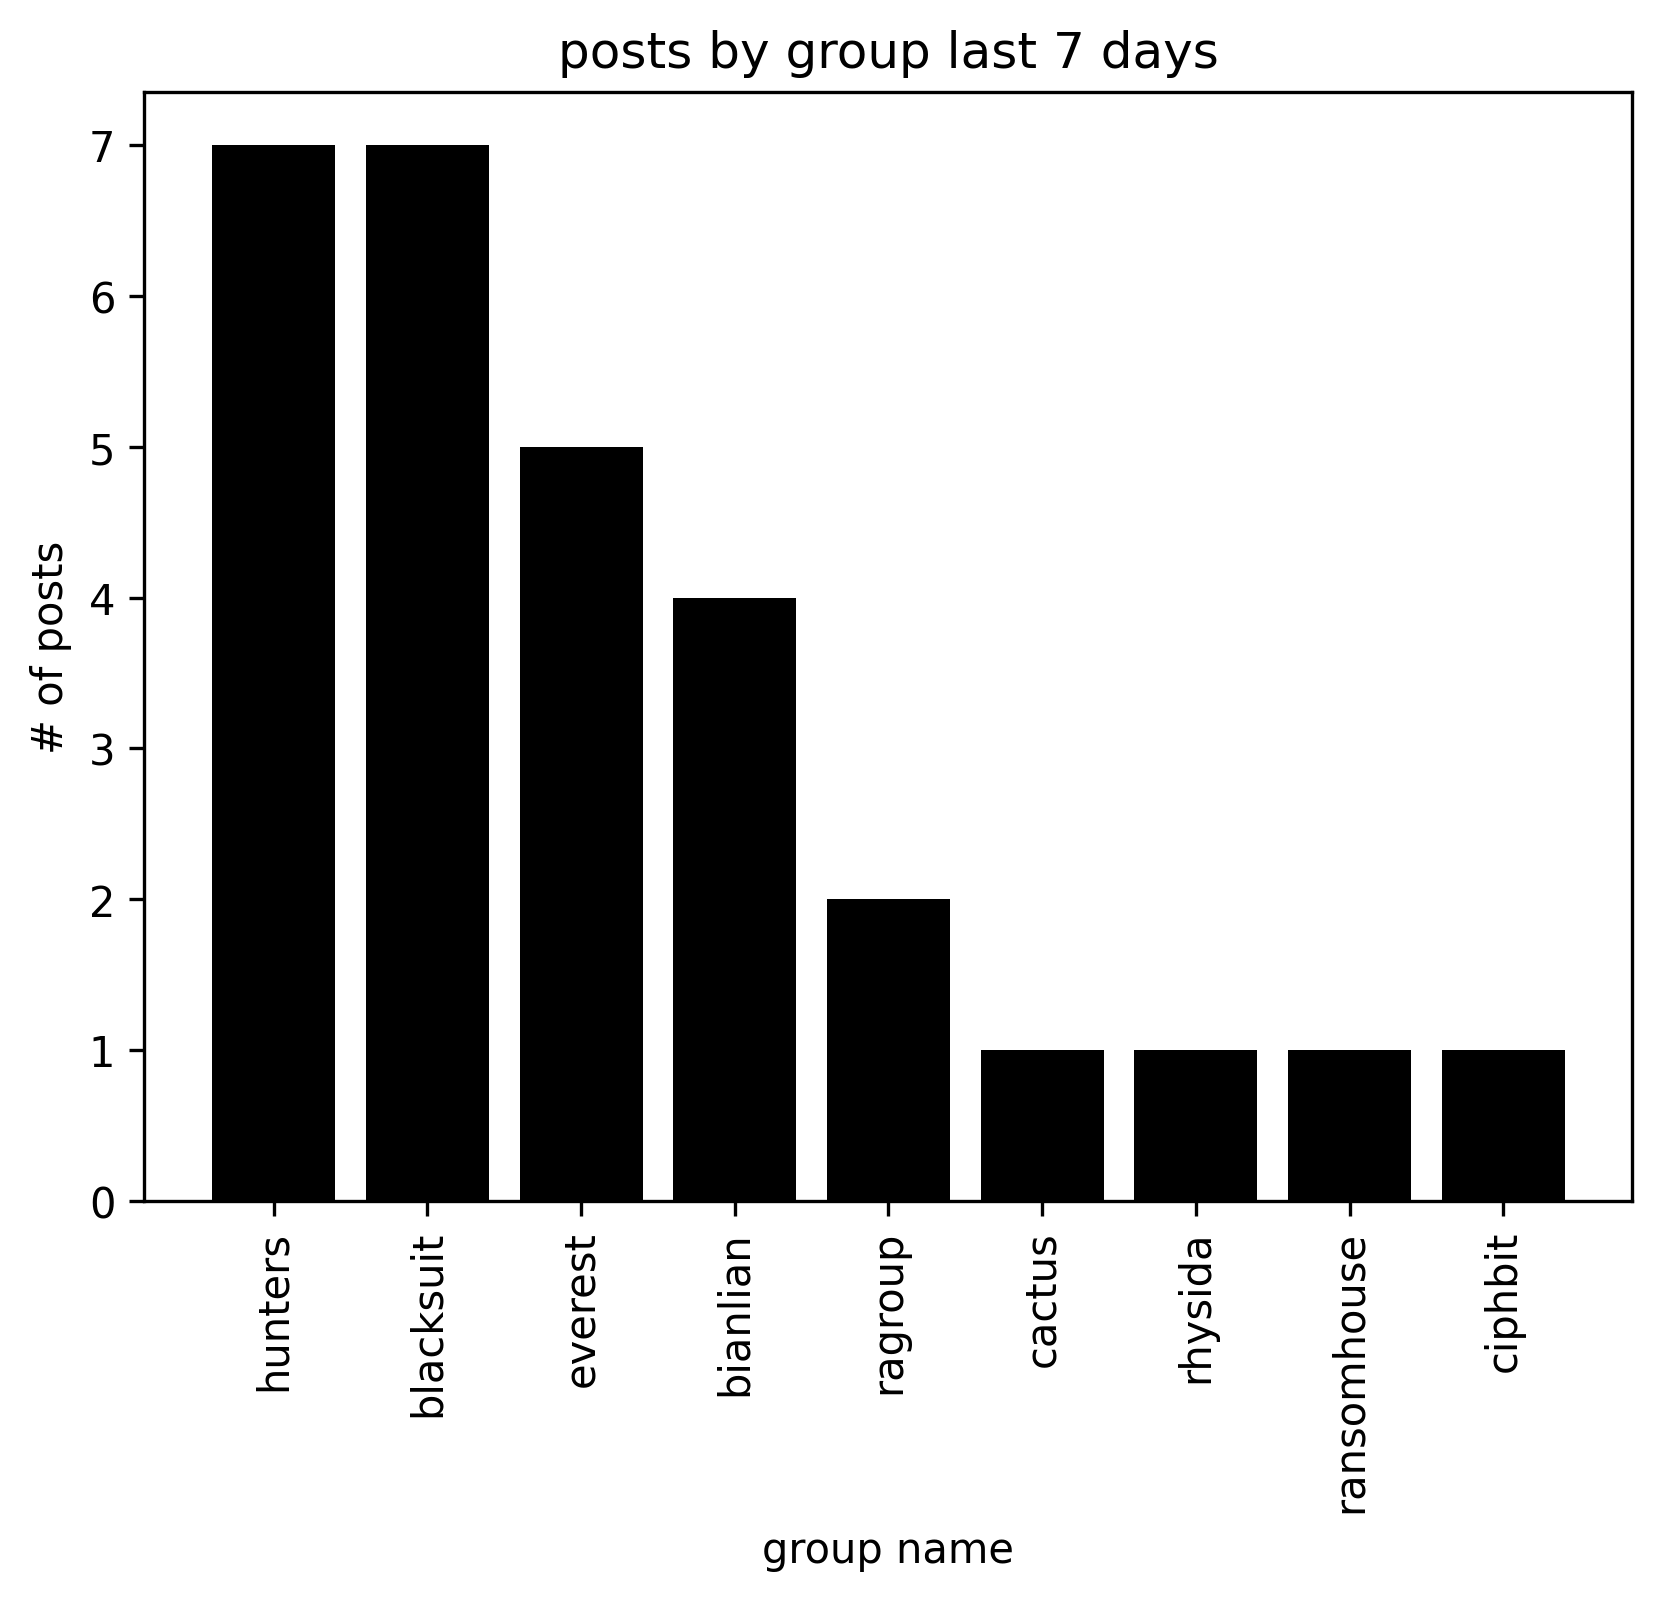 posts by group last 7 days
# of posts
7
6
5
4
3
2
1
0
hunters
blacksuit
everest
bianlian
ragroup
cactus
rhysida
ransomhouse
ciphbit
group name